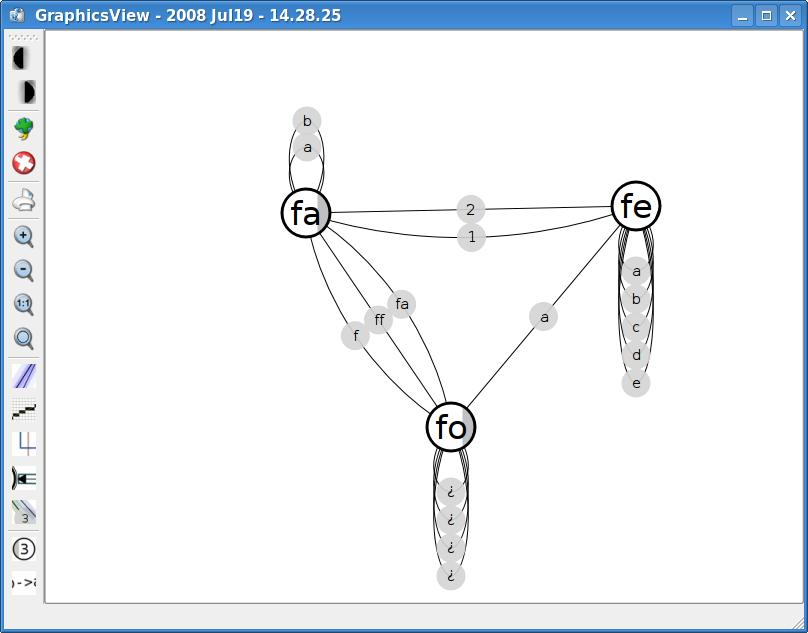 GraphicsView - 2008 Jul19 - 14.28.25
b
a
fa
2
fe
1
a
b
c
d
e
fa
ff
f
a
fo
¿
¿
¿
¿
1:1
3
3
)->a